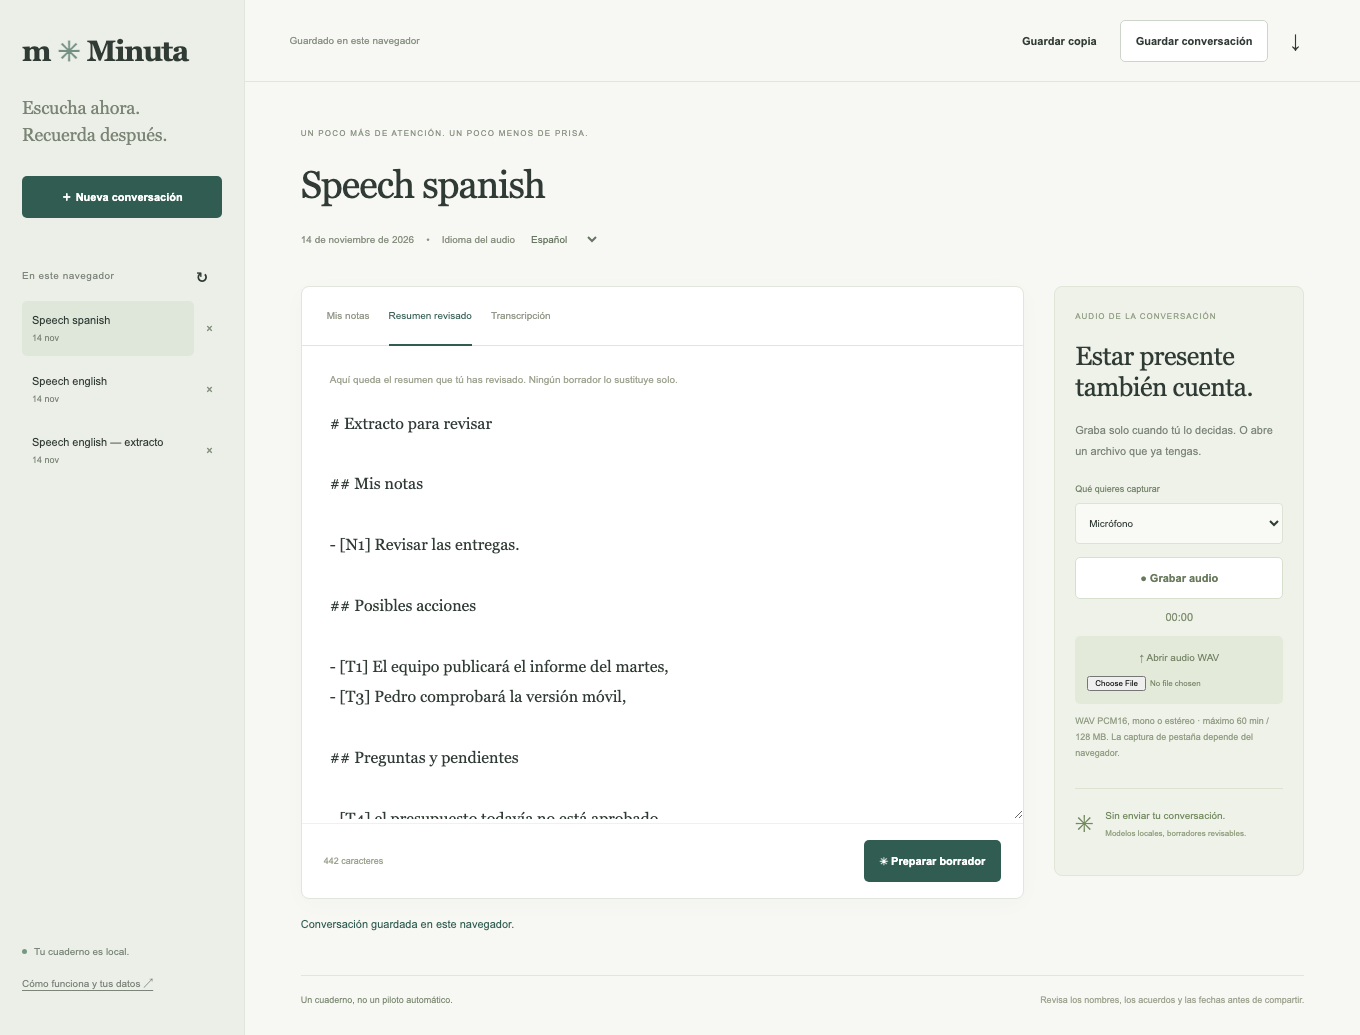 m ✳ Minuta
Escucha ahora.
Recuerda después.
+ Nueva conversación
En este navegador ↻
Speech spanish
14 nov
×
Speech english
14 nov
×
Speech english — extracto
14 nov
×
Tu cuaderno es local.
Cómo funciona y tus datos ↗
Guardado en este navegador
Guardar copia
Guardar conversación
↓
UN POCO MÁS DE ATENCIÓN. UN POCO MENOS DE PRISA.
Speech spanish
14 de noviembre de 2026 • Idioma del audio Español
Mis notas Resumen revisado Transcripción
Aquí queda el resumen que tú has revisado. Ningún borrador lo sustituye solo.
# Extracto para revisar
## Mis notas
- [N1] Revisar las entregas.
## Posibles acciones
- [T1] El equipo publicará el informe del martes,
- [T3] Pedro comprobará la versión móvil,
## Preguntas y pendientes
- [T4] el presupuesto todavía no está aprobado
442 caracteres
✳ Preparar borrador
Conversación guardada en este navegador.
AUDIO DE LA CONVERSACIÓN
Estar presente
también cuenta.
Graba solo cuando tú lo decidas. O abre
un archivo que ya tengas.
Qué quieres capturar
Micrófono
● Grabar audio
00:00
↑ Abrir audio WAV
Choose File No file chosen
WAV PCM16, mono o estéreo · máximo 60 min /
128 MB. La captura de pestaña depende del
navegador.
Sin enviar tu conversación.
Modelos locales, borradores revisables.
Un cuaderno, no un piloto automático.
Revisa los nombres, los acuerdos y las fechas antes de compartir.